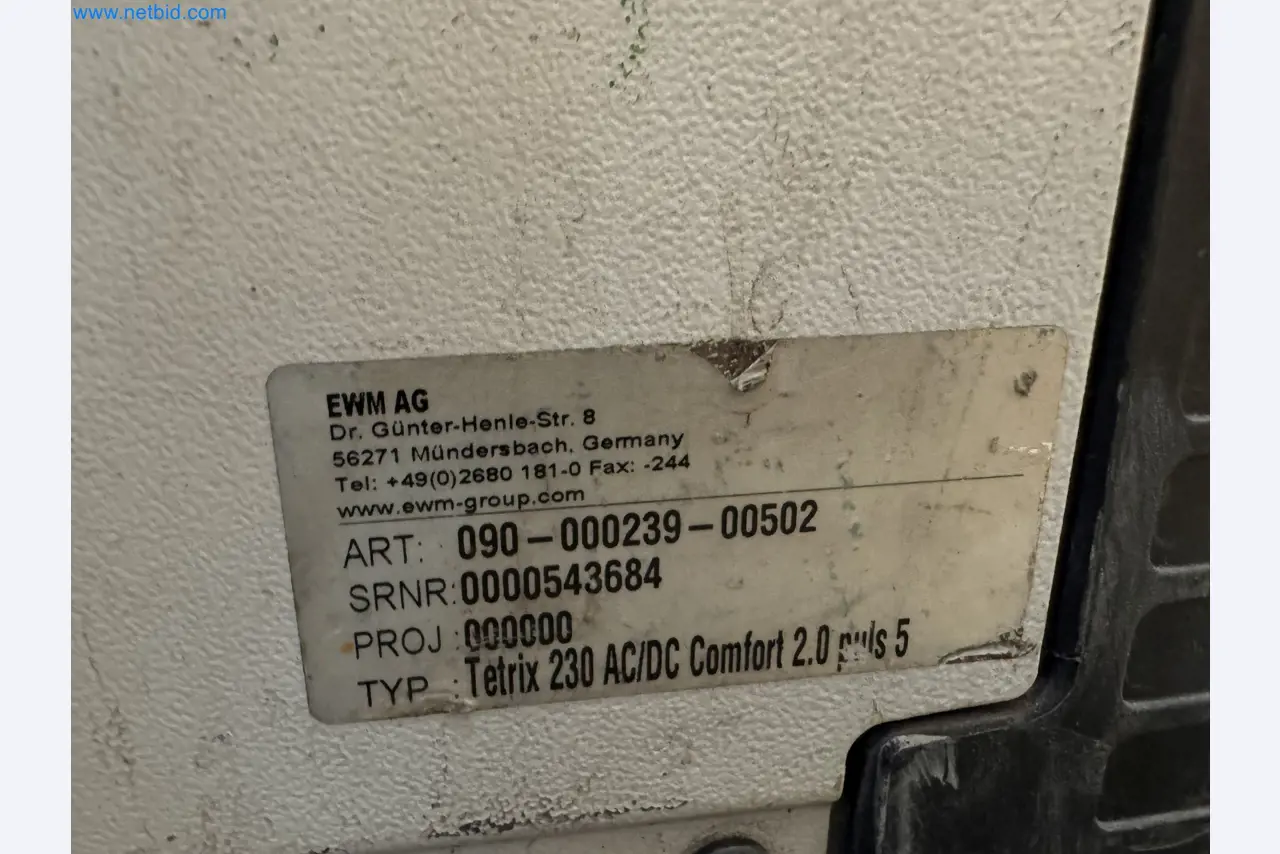 www.netbid.com
EWM AG
Dr. Günter-Henle-Str. 8
56271 Mündersbach, Germany
Tel: +49(0)2680 181-0 Fax: -244
www.ewm-group.com
ART: 090-000239-00502
SRNR:0000543684
PROJ :000000
TYP :Tetrix 230 AC/DC Comfort 2.0 puls 5